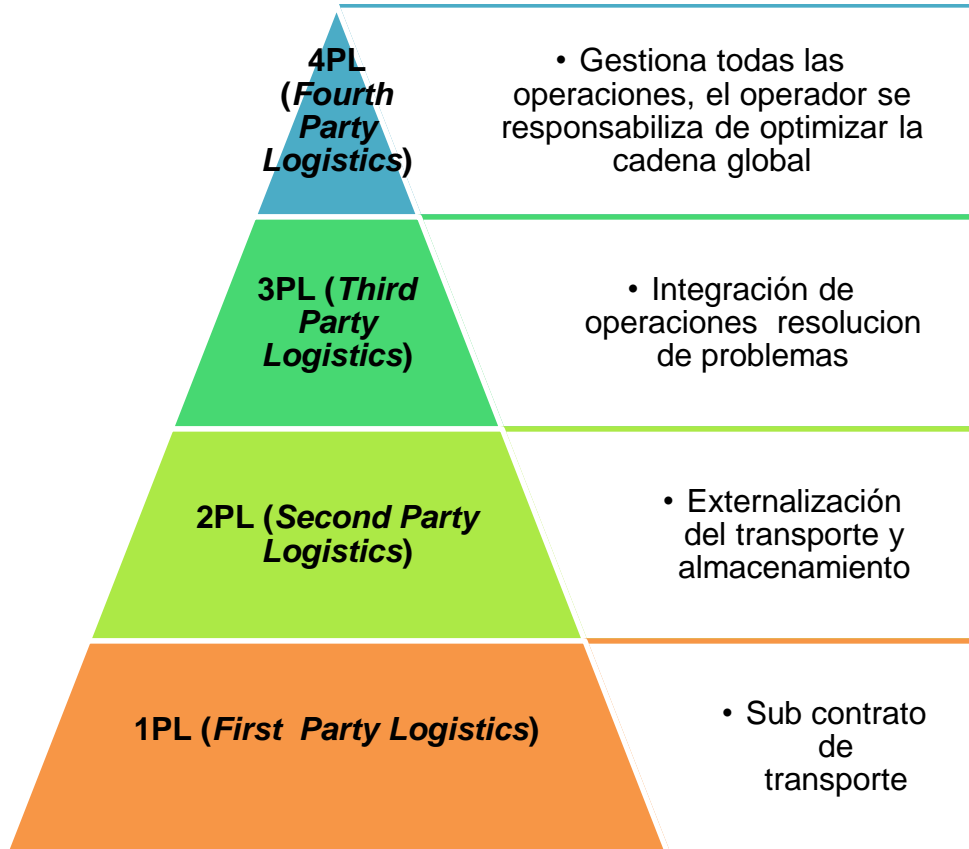 4PL
(Fourth
Party
Logistics)
• Gestiona todas las
operaciones, el operador se
responsabiliza de optimizar la
cadena global
3PL (Third
Party
Logistics)
• Integración de
operaciones  resolucion
de problemas
2PL (Second Party
Logistics)
• Externalización
del transporte y
almacenamiento
1PL (First  Party Logistics)
• Sub contrato
de
transporte